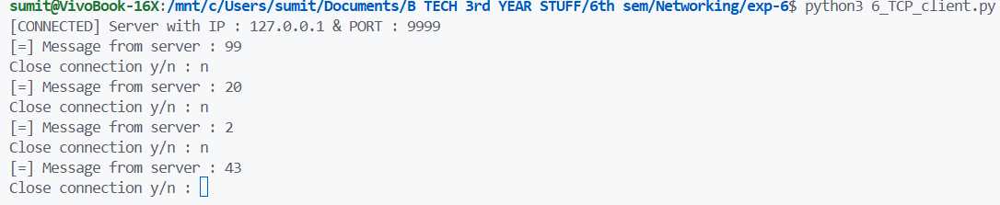 sumit@VivoBook-16X:/mnt/c/Users/sumit/Documents/B TECH 3rd YEAR STUFF/6th sem/Networking/exp-6$ python3 6_TCP_client.py
[CONNECTED] Server with IP : 127.0.0.1 & PORT : 9999
[=] Message from server : 99
Close connection y/n : n
[=] Message from server : 20
Close connection y/n : n
[=] Message from server : 2
Close connection y/n : n
[=] Message from server : 43
Close connection y/n :